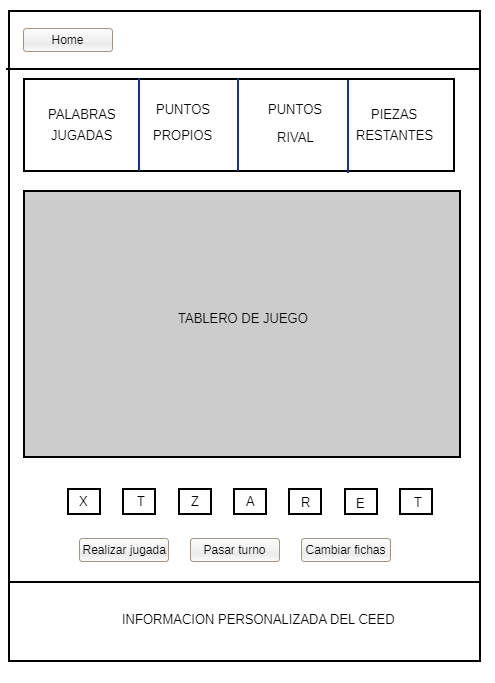 Home
PALABRAS
JUGADAS
PUNTOS
PROPIOS
PUNTOS
RIVAL
PIEZAS
RESTANTES
TABLERO DE JUEGO
X T Z A R E T
Realizar jugada Pasar turno Cambiar fichas
INFORMACION PERSONALIZADA DEL CEED